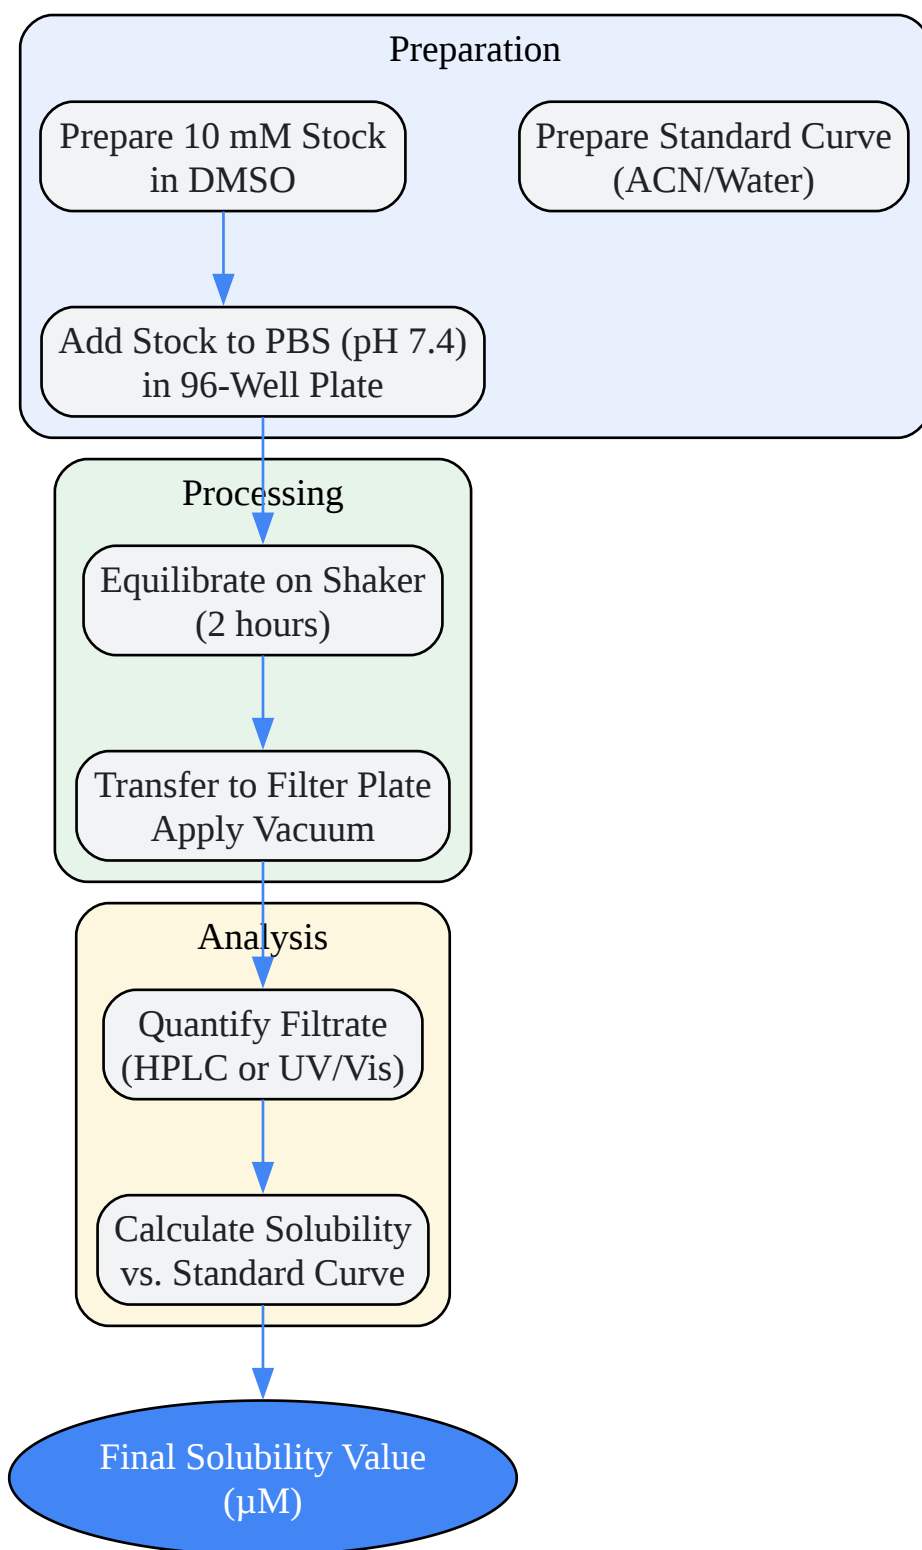 Preparation
Prepare 10 mM Stock
in DMSO
Prepare Standard Curve
(ACN/Water)
Add Stock to PBS (pH 7.4)
in 96-Well Plate
Processing
Equilibrate on Shaker
(2 hours)
Transfer to Filter Plate
Apply Vacuum
Analysis
Quantify Filtrate
(HPLC or UV/Vis)
Calculate Solubility
vs. Standard Curve
Final Solubility Value
(µM)